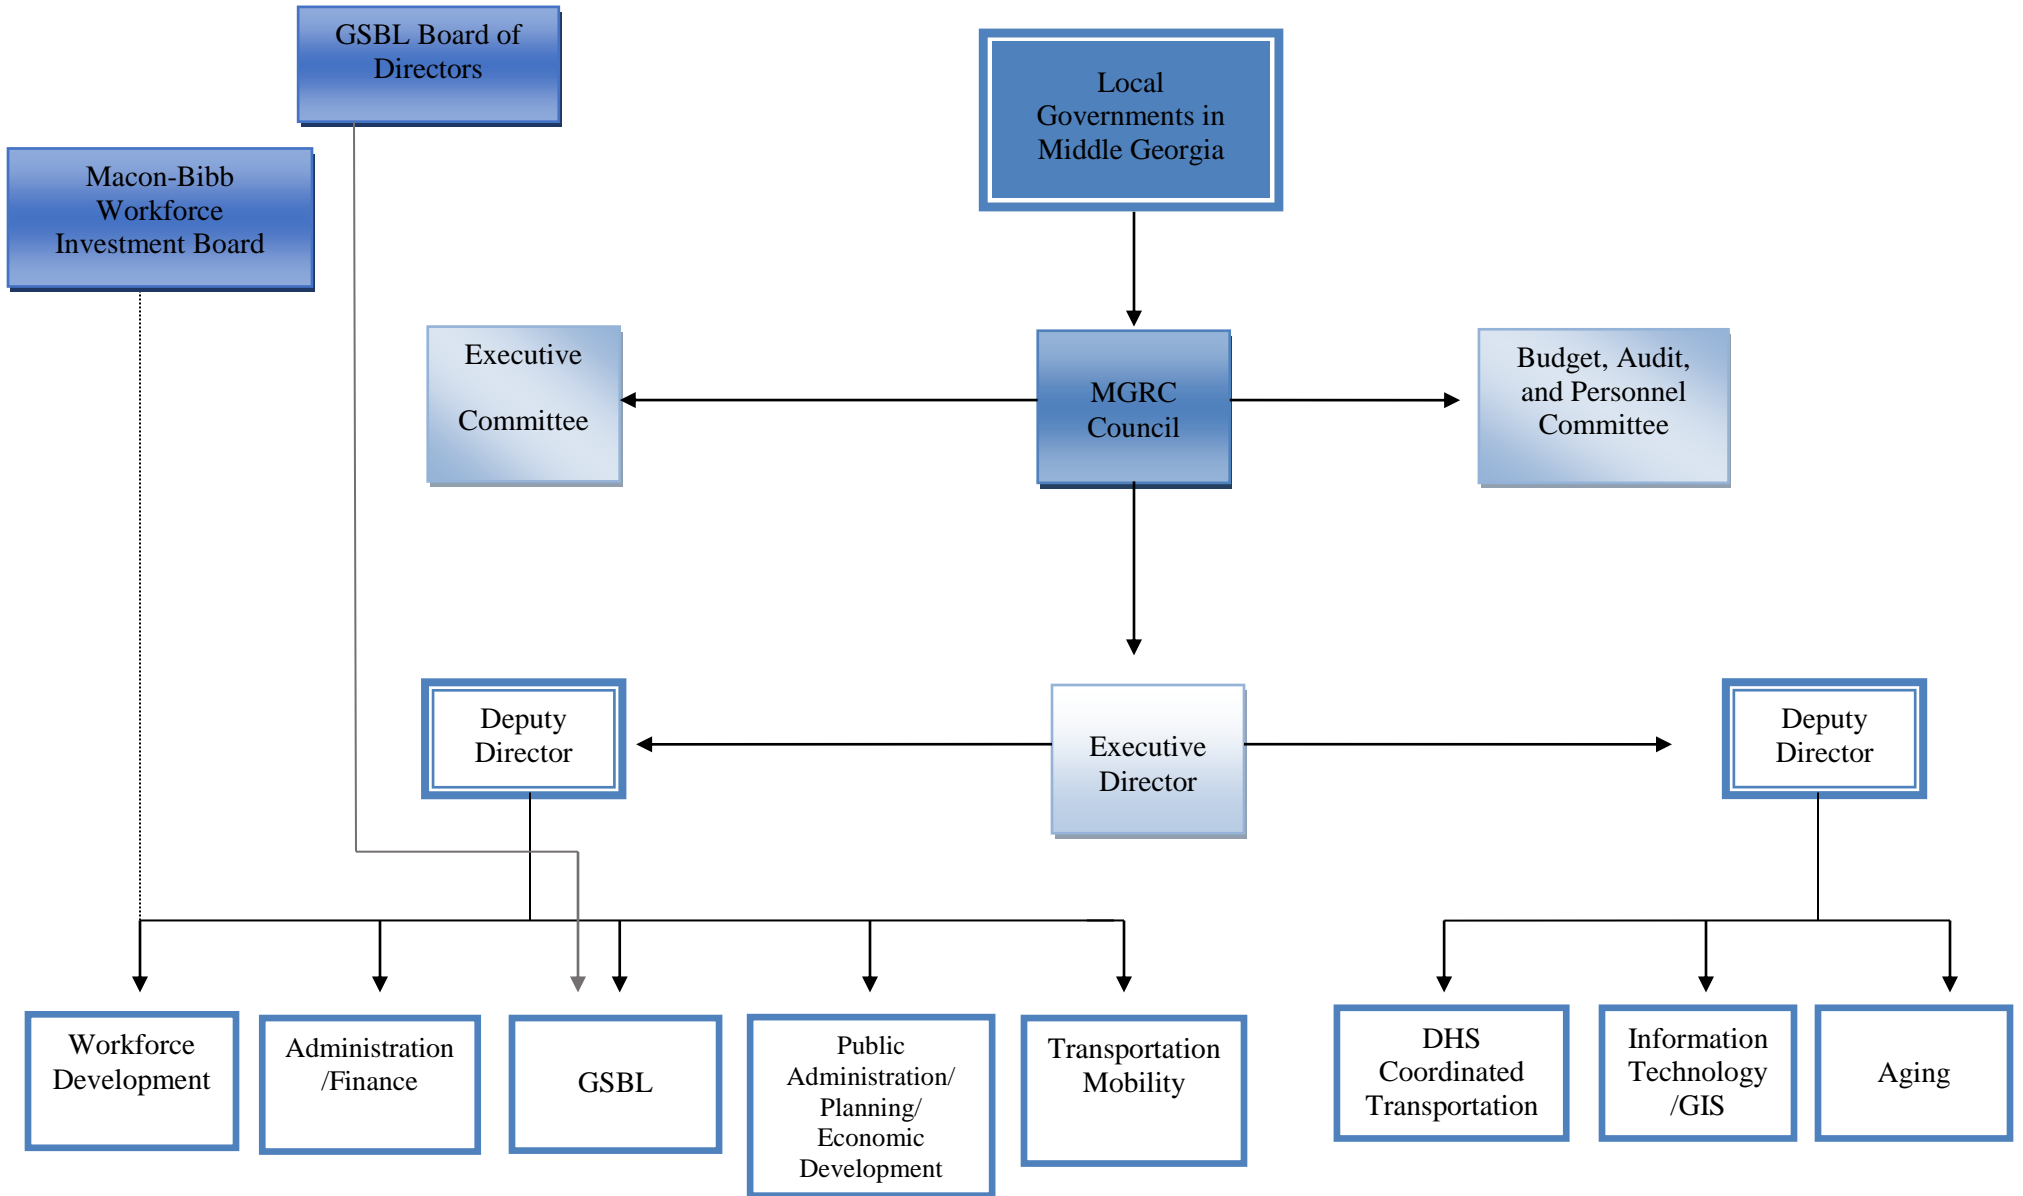 GSBL Board of
Directors
Local
Governments in
Middle Georgia
Macon-Bibb
Workforce
Investment Board
Executive
Committee
MGRC
Council
Budget, Audit,
and Personnel
Committee
Deputy
Director
Executive
Director
Deputy
Director
Workforce
Development
Administration
/Finance
GSBL
Public
Administration/
Planning/
Economic
Development
Transportation
Mobility
DHS
Coordinated
Transportation
Information
Technology
/GIS
Aging